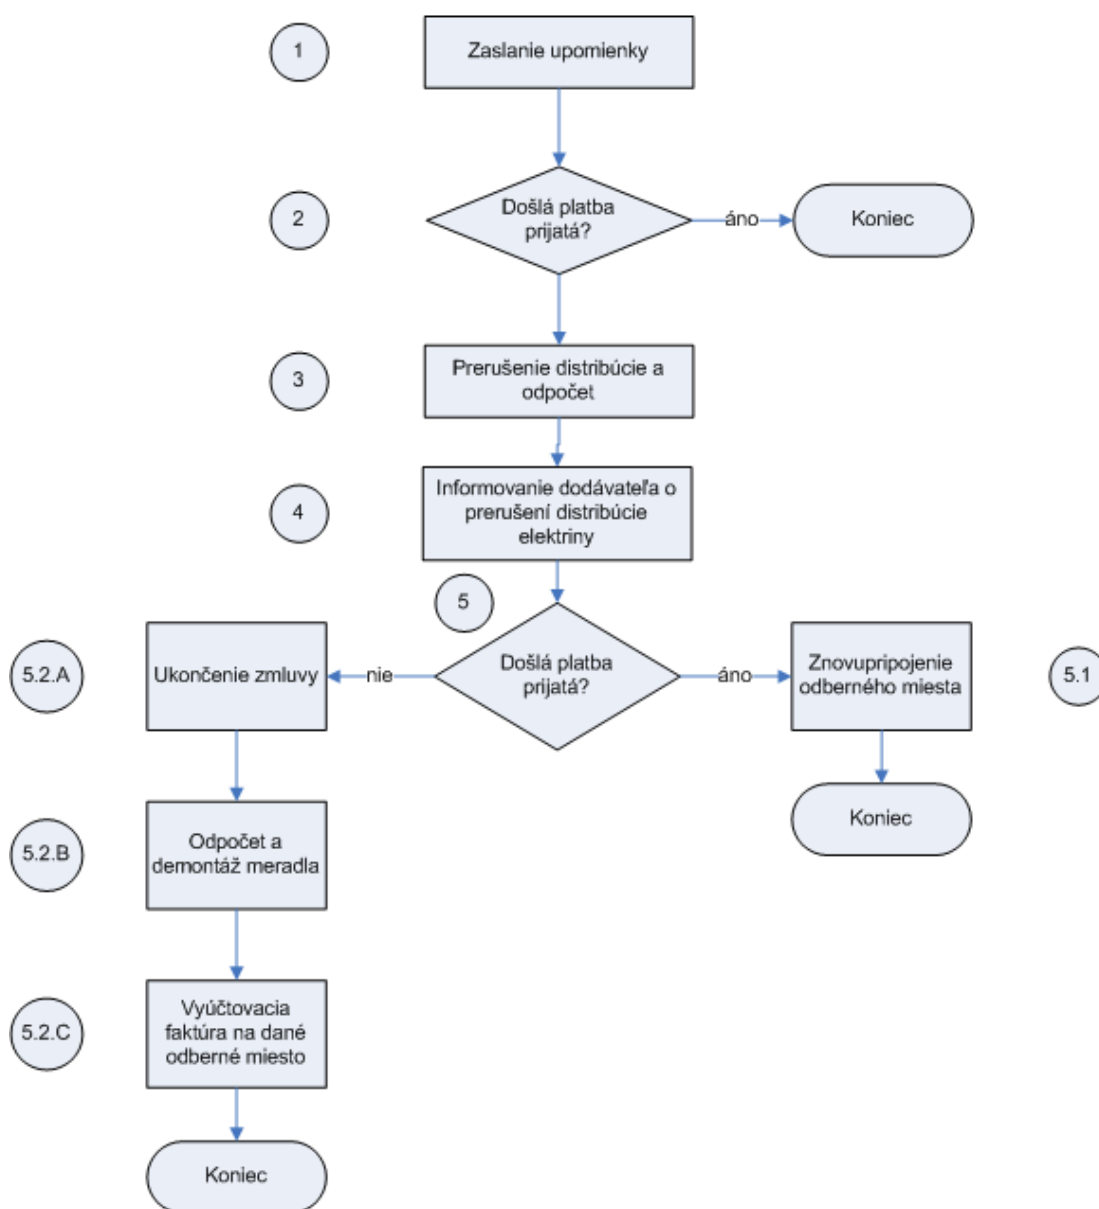 1
Zaslanie upomienky
2
Došlá platba
prijatá?
áno
Koniec
3
Prerušenie distribúcie a
odpočet
4
Informovanie dodávateľa o
prerušení distribúcie
elektriny
5
5.2.A
Ukončenie zmluvy
nie
Došlá platba
prijatá?
áno
Znovupripojenie
odberného miesta
5.1
Koniec
5.2.B
Odpočet a
demontáž meradla
5.2.C
Vyúčtovacia
faktúra na dané
odberné miesto
Koniec